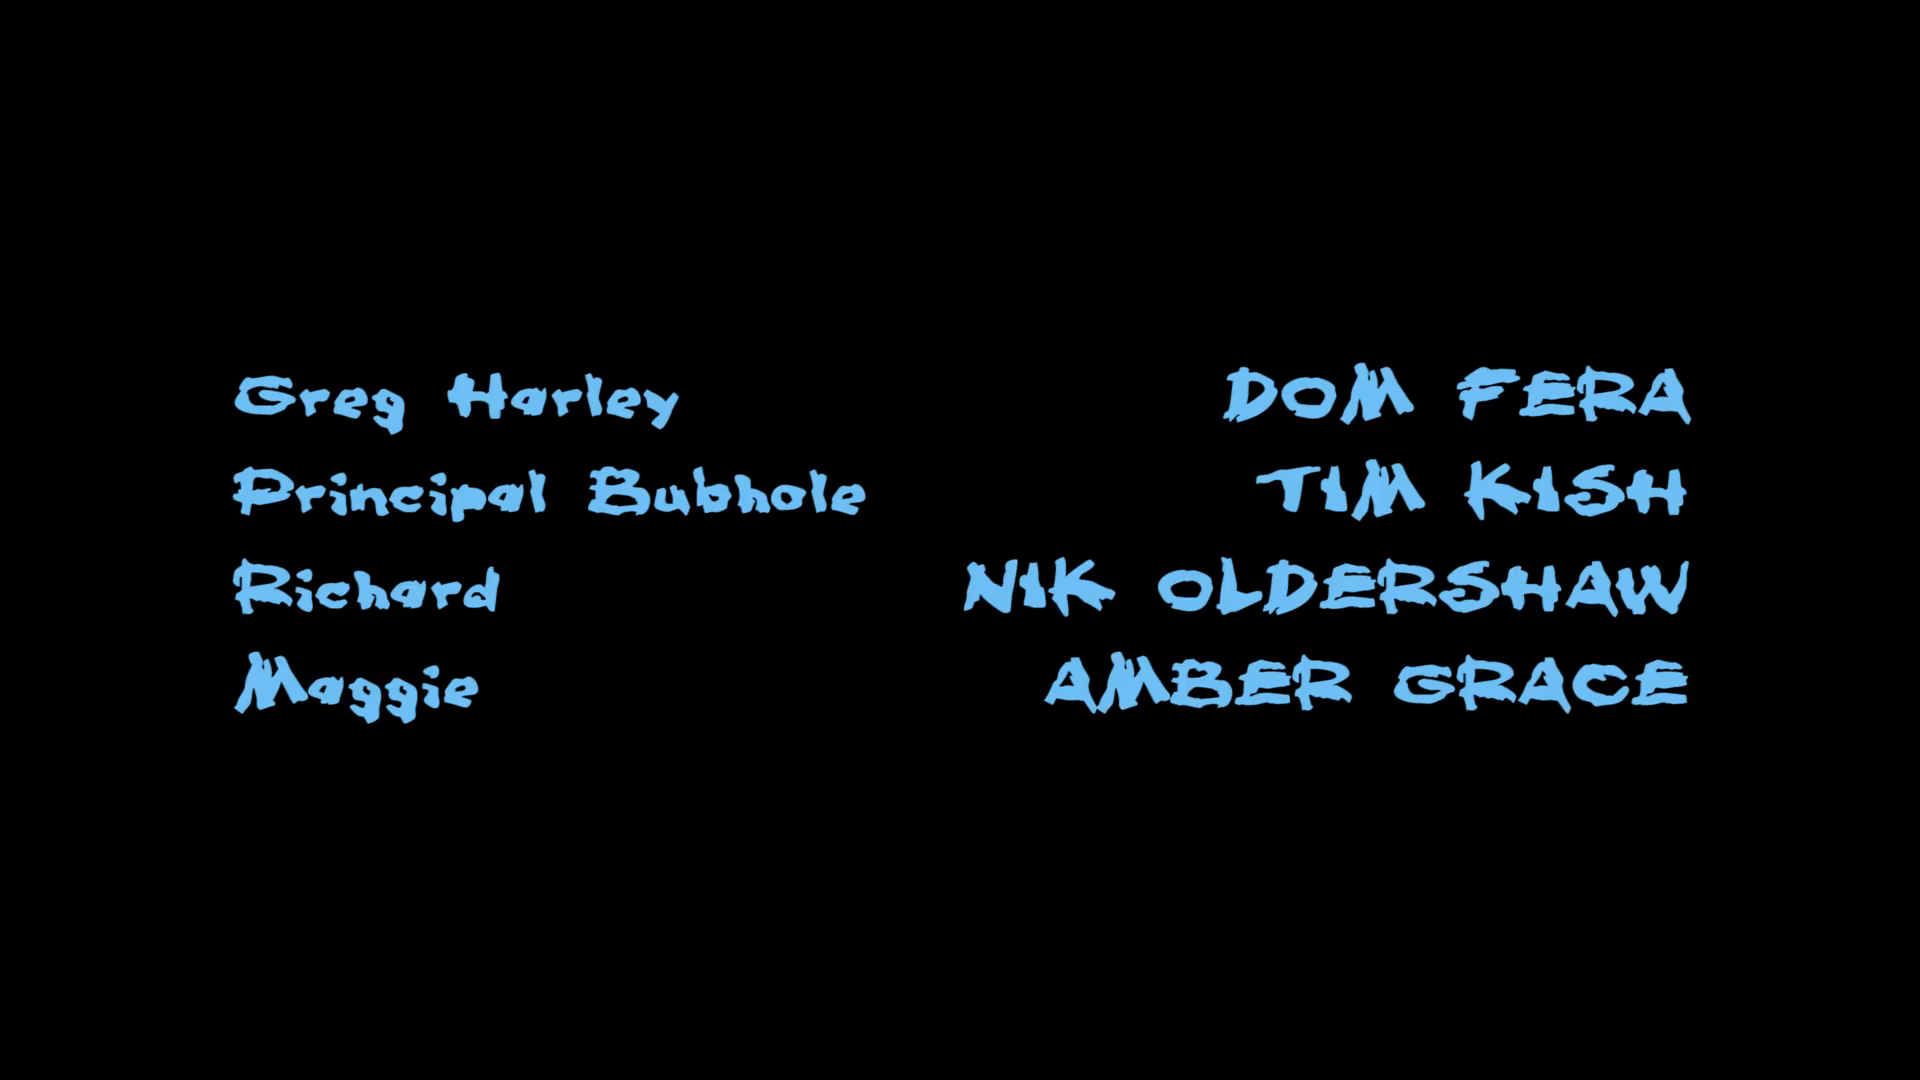 Greg Harley DOM FERA
Principal Bubhole TIM KISH
Richard NIK OLDERSHAW
Maggie AMBER GRACE